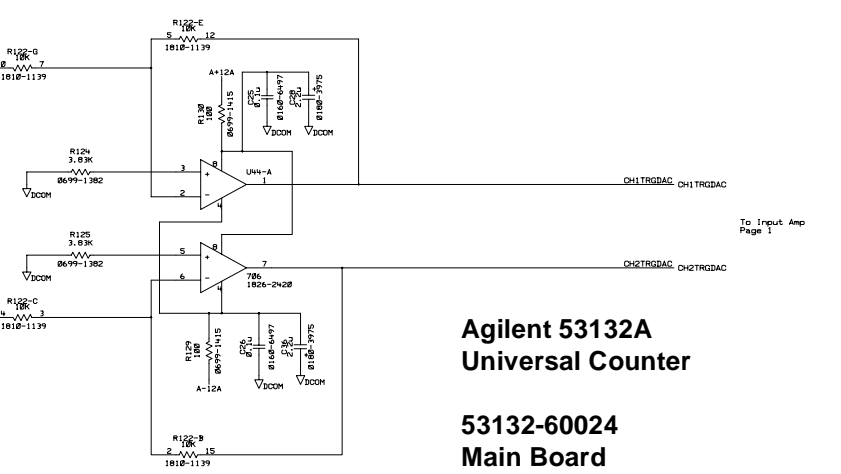 R122-E
10K
5 12
1810-1139
R122-G
10K
0 7
1810-1139
A+12A
R130
100
0699-1415
C25
0.1u
0160-6497
C28
2.2u
+
0180-3975
DCOM
DCOM
R124
3.83K
0699-1382
DCOM
3
+
8
U44-A
1
2
-
4
CH1TRGDAC
CH1TRGDAC
To Input Amp
Page 1
R125
3.83K
0699-1382
DCOM
5
+
8
7
6
-
4
706
1826-2420
CH2TRGDAC
CH2TRGDAC
R122-C
10K
4 3
1810-1139
R129
100
0699-1415
A-12A
C26
0.1u
0160-6497
C36
2.2u
+
0180-3975
DCOM
DCOM
R122-B
10K
2 15
1810-1139
Agilent 53132A
Universal Counter
53132-60024
Main Board